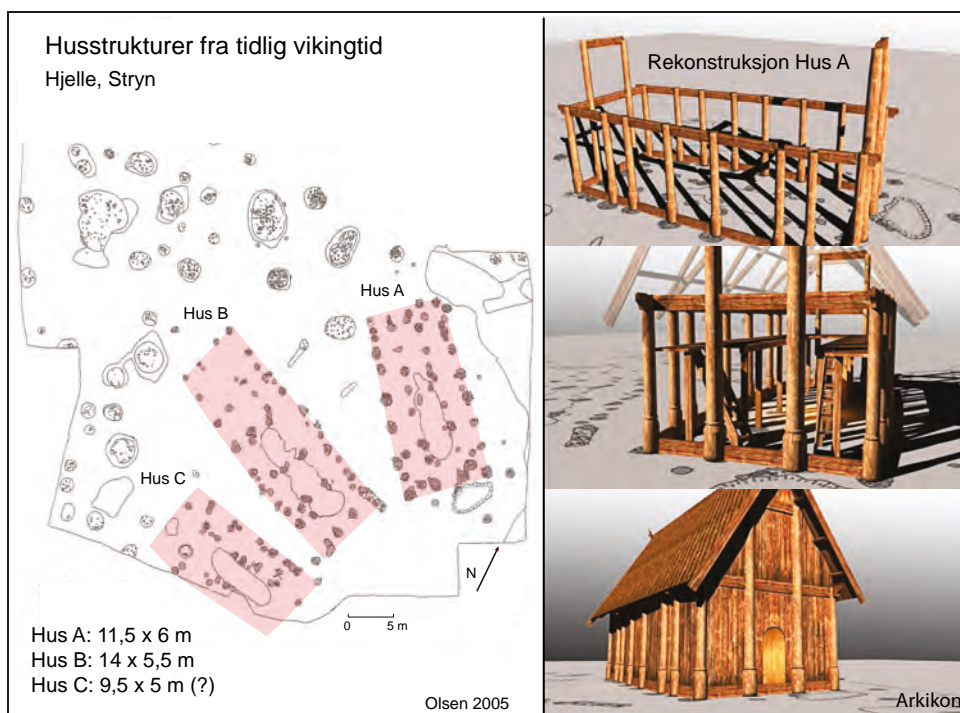 Husstrukturer fra tidlig vikingtid
Hjelle, Stryn
Hus A
Hus B
Hus C
N
0 5 m
Hus A: 11,5 x 6 m
Hus B: 14 x 5,5 m
Hus C: 9,5 x 5 m (?)
Olsen 2005
Rekonstruksjon Hus A
Arkikon